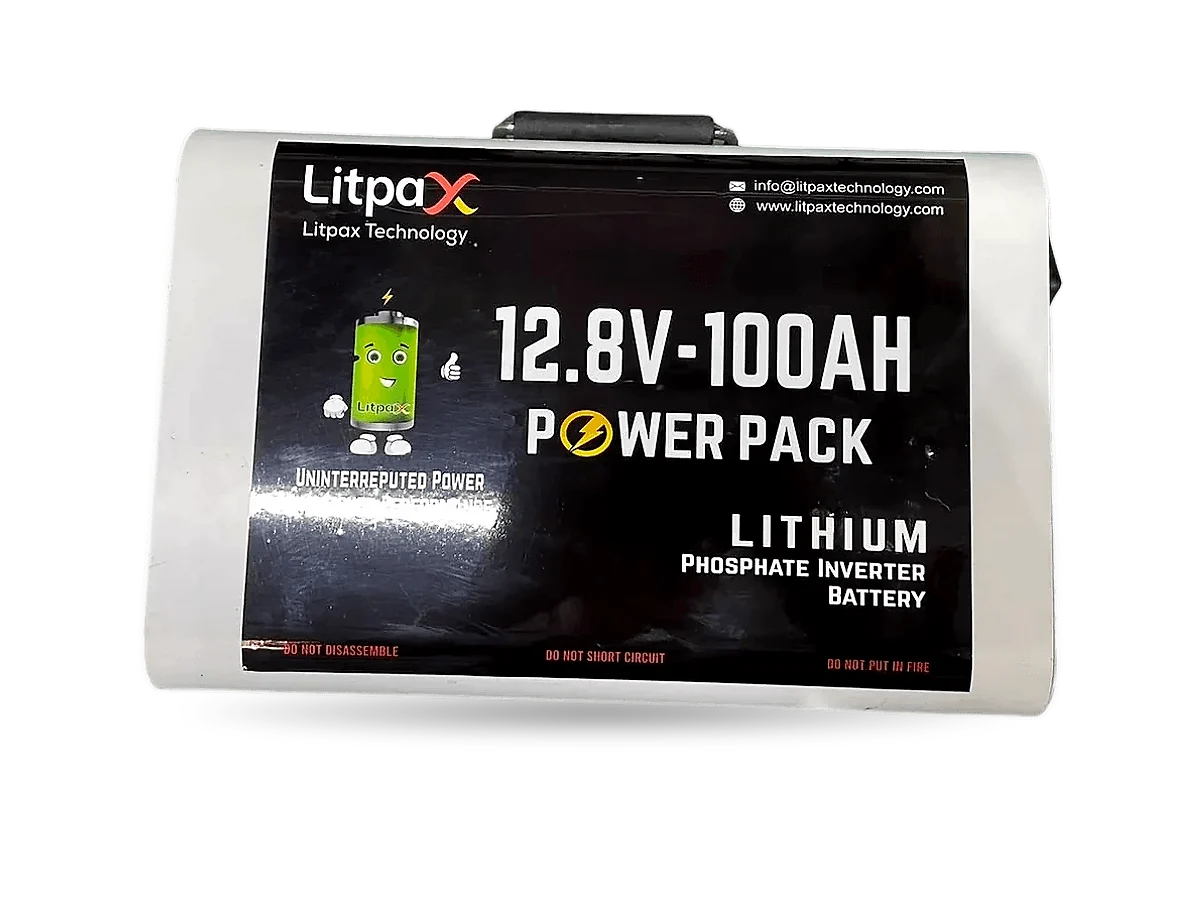 Litpax
Litpax Technology
info@litpaxtechnology.com
www.litpaxtechnology.com
12.8V-100AH
POWER PACK
Litpax
UNINTERREPUTED POWER
LITHIUM
PHOSPHATE INVERTER
BATTERY
DO NOT DISASSEMBLE
DO NOT SHORT CIRCUIT
DO NOT PUT IN FIRE